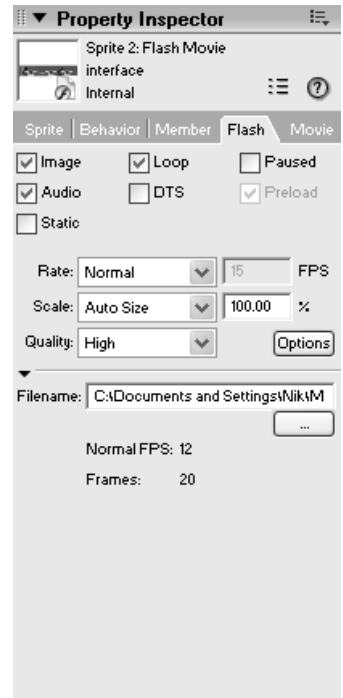 Property Inspector
Sprite 2: Flash Movie
interface
Internal
?
Sprite Behavior Member Flash Movie
Image Loop Paused
Audio DTS Preload
Static
Rate: Normal 15 FPS
Scale: Auto Size 100.00 %
Quality: High Options
Filename: C:\Documents and Settings\Nik\M
...
Normal FPS: 12
Frames: 20